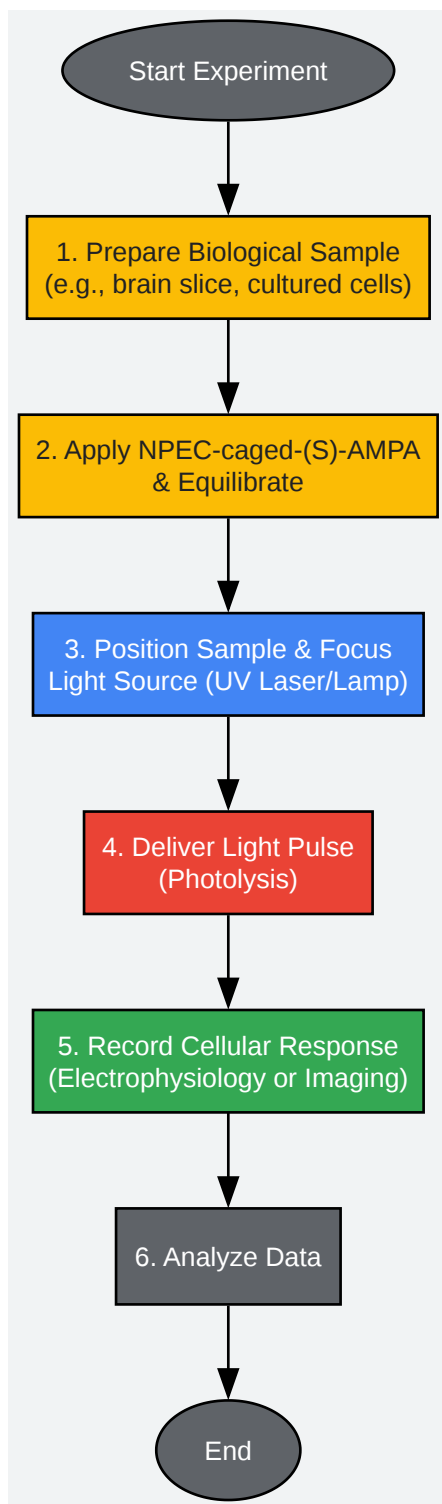 Start Experiment
1. Prepare Biological Sample
(e.g., brain slice, cultured cells)
2. Apply NPEC-caged-(S)-AMPA
& Equilibrate
3. Position Sample & Focus
Light Source (UV Laser/Lamp)
4. Deliver Light Pulse
(Photolysis)
5. Record Cellular Response
(Electrophysiology or Imaging)
6. Analyze Data
End